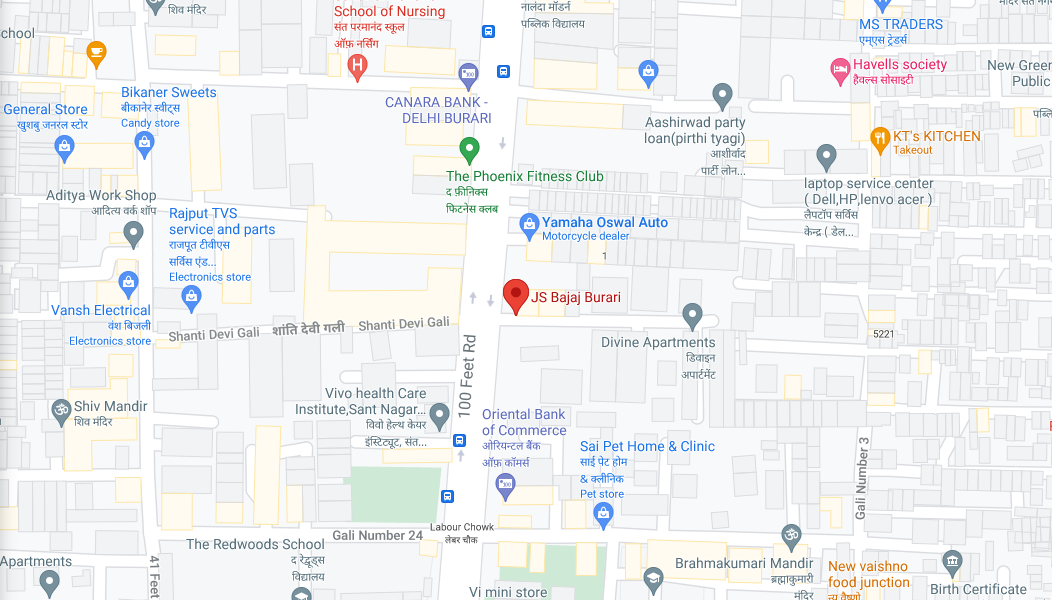 शिव मंदिर
School of Nursing
संत परमानंद स्कूल
ऑफ़ नर्सिंग
नालंदा मॉडर्न
पब्लिक विद्यालय
MS TRADERS
एमएस ट्रेडर्स
chool
Havells society
हैवल्स सोसाइटी
New Green
Public
Bikaner Sweets
बीकानेर स्वीट्स
Candy store
General Store
खुशबु जनरल स्टोर
CANARA BANK -
DELHI BURARI
Aashirwad party
loan(pirthi tyagi)
आशीर्वाद
पार्टी लोन...
KT's KITCHEN
Takeout
The Phoenix Fitness Club
द फ़ीनिक्स
फिटनेस क्लब
laptop service center
( Dell,HP,lenvo acer )
लैपटॉप सर्विस
केन्द्र ( डेल...
Aditya Work Shop
आदित्य वर्क शॉप
Rajput TVS
service and parts
राजपूत टीवीएस
सर्विस एंड...
Electronics store
Yamaha Oswal Auto
Motorcycle dealer
1
JS Bajaj Burari
Vansh Electrical
वंश बिजली
Electronics store
Shanti Devi Gali शांति देवी गली Shanti Devi Gali
5221
Divine Apartments
डिवाइन
अपार्टमेंट
100 Feet Rd
Vivo health Care
Institute,Sant Nagar...
विवो हेल्थ केयर
इंस्टिट्यूट, संत...
Shiv Mandir
शिव मंदिर
Oriental Bank
of Commerce
ओरियन्टल बैंक
ऑफ़ कॉमर्स
Sai Pet Home & Clinic
साई पेट होम
& क्लीनिक
Pet store
Gali Number 3
Labour Chowk
लेबर चौक
Gali Number 24
The Redwoods School
द रेड्वुड्स
विद्यालय
41 Feet
Apartments
Brahmakumari Mandir
ब्रह्माकुमारी
मंदिर
New vaishno
food junction
न्यू वैष्णो
Birth Certificate
Vi mini store